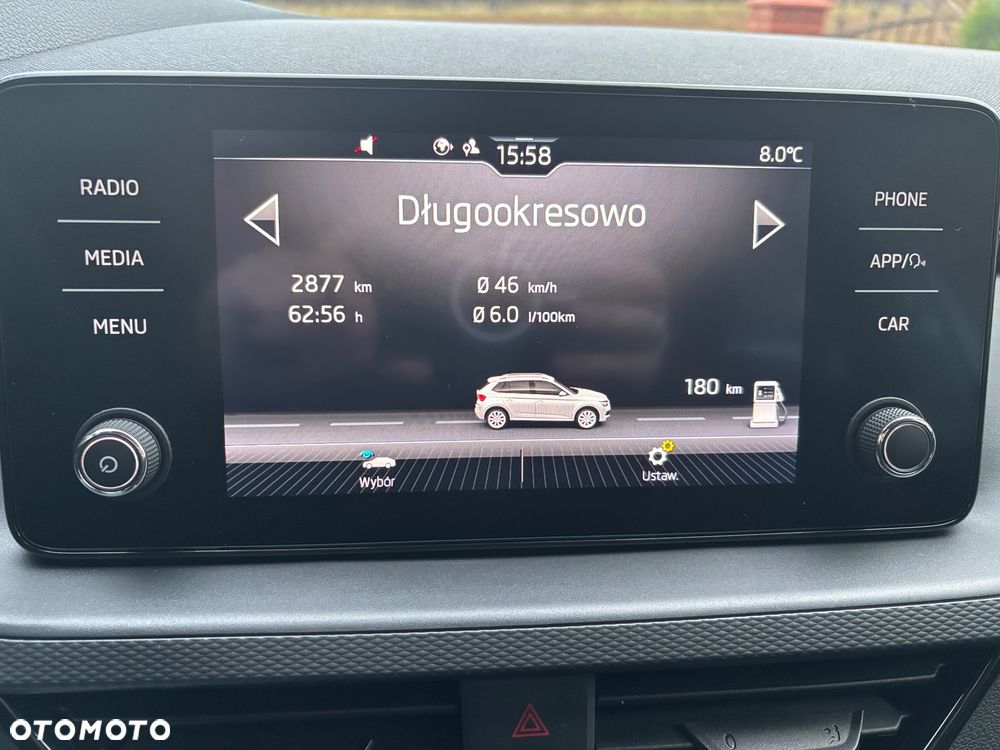 15:58
8.0°C
RADIO
MEDIA
MENU
Długookresowo
2877 km
62:56 h
Ø 46 km/h
Ø 6.0 l/100km
180 km
Wybór
Ustaw.
PHONE
APP/
CAR
OTOMOTO
0